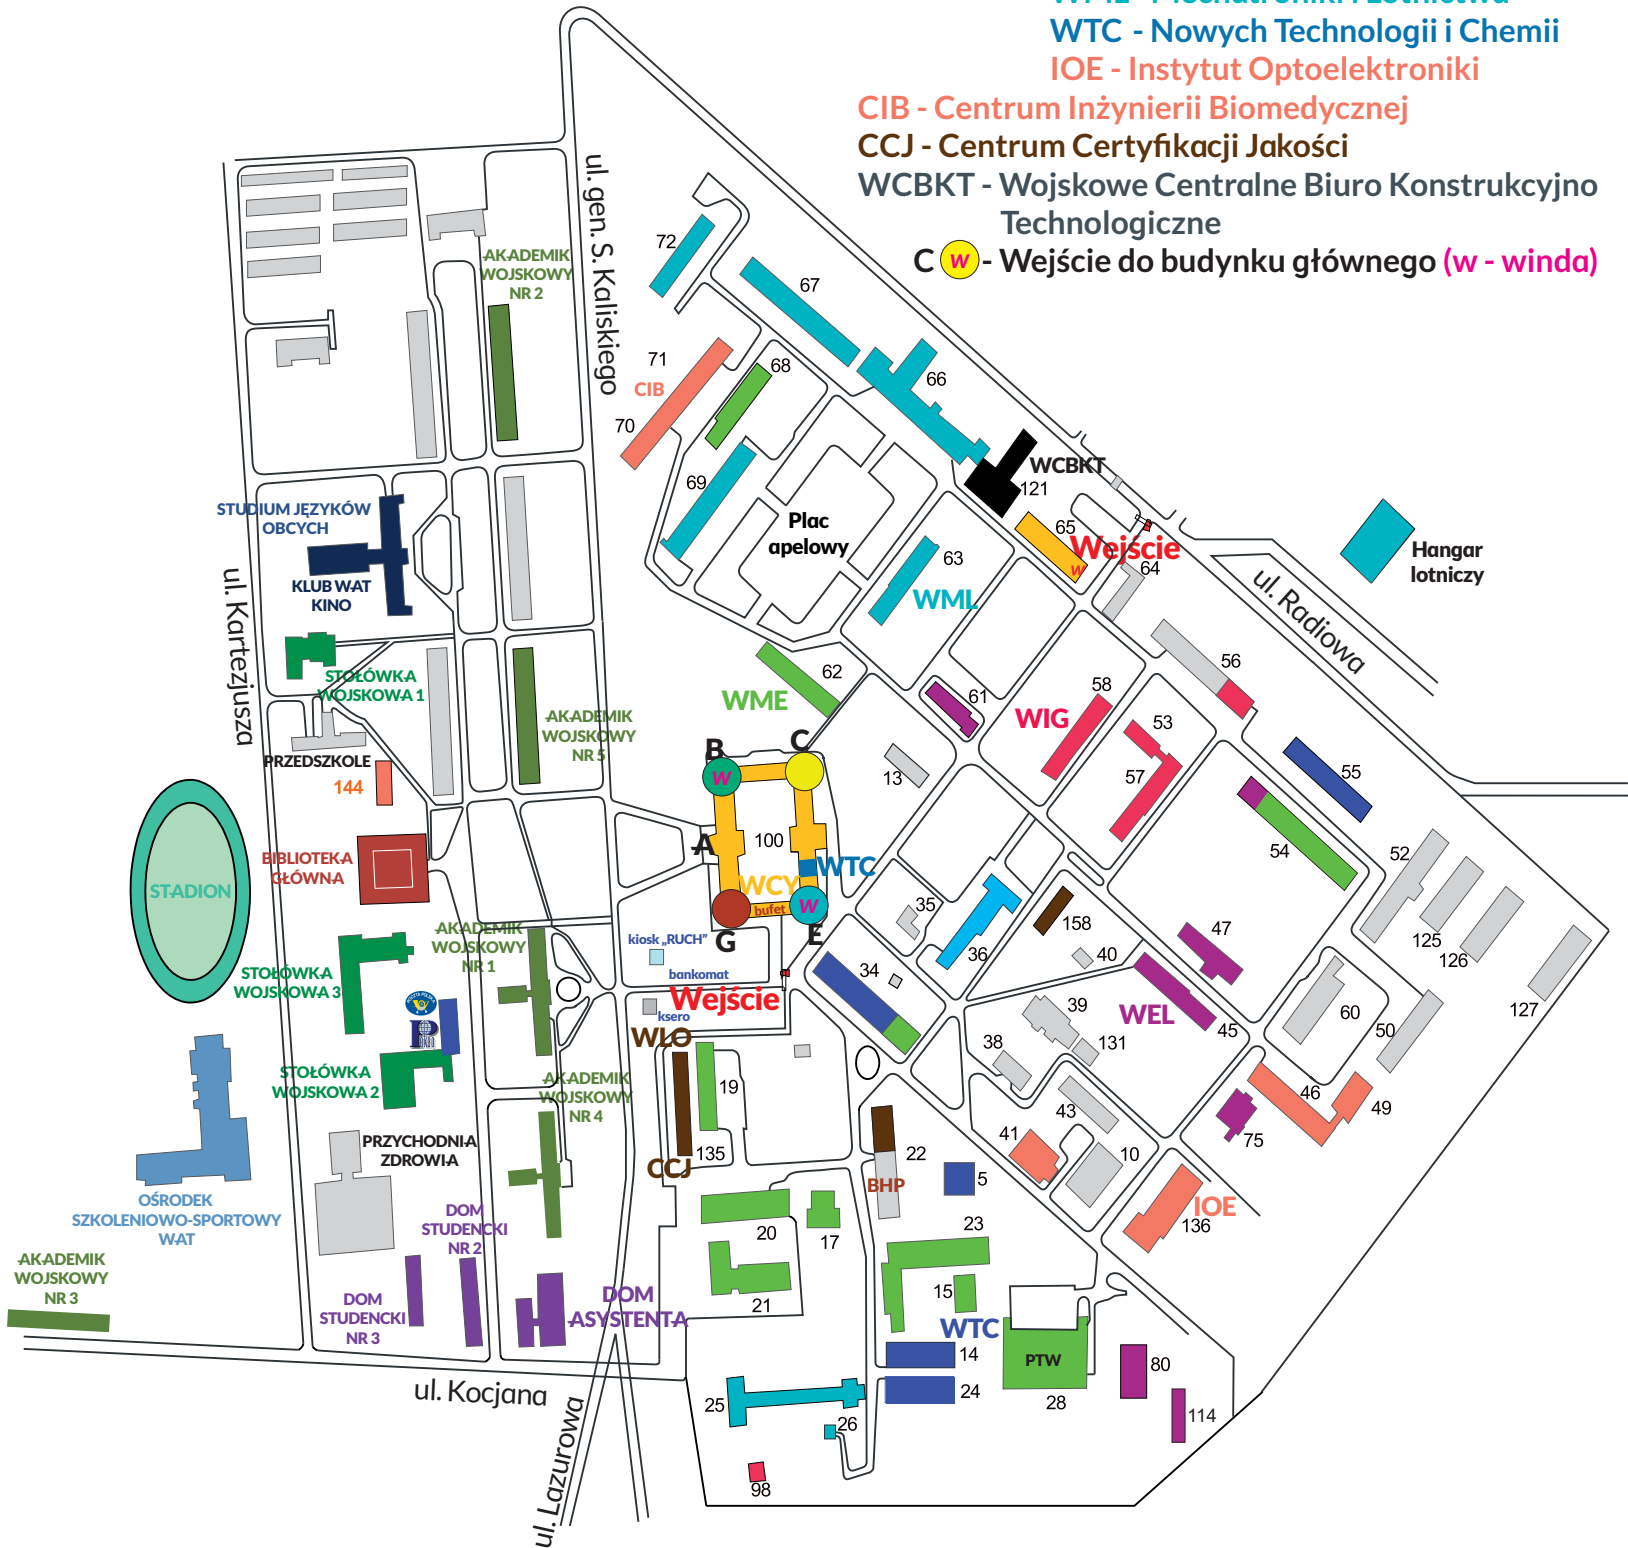 WML - Mechatroniki i Lotnictwa
WTC - Nowych Technologii i Chemii
IOE - Instytut Optoelektroniki
CIB - Centrum Inżynierii Biomedycznej
CCJ - Centrum Certyfikacji Jakości
WCBKT - Wojskowe Centralne Biuro Konstrukcyjno
Technologiczne
C w - Wejście do budynku głównego (w - winda)
ul. gen. S. Kaliskiego
72
67
AKADEMIK
WOJSKOWY
NR 2
71
CIB
70
68
66
69
WCBKT
121
Plac
apelowy
65
w
Wejście
64
63
WML
Hangar
lotniczy
ul. Radiowa
STUDIUM JĘZYKÓW
OBCYCH
KLUB WAT
KINO
ul. Kartezjusza
STOŁÓWKA
WOJSKOWA 1
62
WME
61
58
WIG
56
53
57
55
54
AKADEMIK
WOJSKOWY
NR 5
PRZEDSZKOLE
144
B
w
C
13
A
100
WTC
WCY
bufet
w
G
E
BIBLIOTEKA
GŁÓWNA
STADION
52
125
126
127
35
36
158
40
47
AKADEMIK
WOJSKOWY
NR 1
kiosk „RUCH”
bankomat
Wejście
ksero
34
STOŁÓWKA
WOJSKOWA 3
POCZTA POLSKA
WEL
45
60
50
39
131
38
WLO
19
135
CCJ
STOŁÓWKA
WOJSKOWA 2
AKADEMIK
WOJSKOWY
NR 4
43
46
49
75
41
10
22
BHP
5
PRZYCHODNIA
ZDROWIA
OŚRODEK
SZKOLENIOWO-SPORTOWY
WAT
IOE
136
DOM
STUDENCKI
NR 2
20
17
23
AKADEMIK
WOJSKOWY
NR 3
DOM
STUDENCKI
NR 3
DOM
ASYSTENTA
21
15
WTC
14
24
PTW
28
80
114
ul. Kocjana
ul. Lazurowa
25
26
98